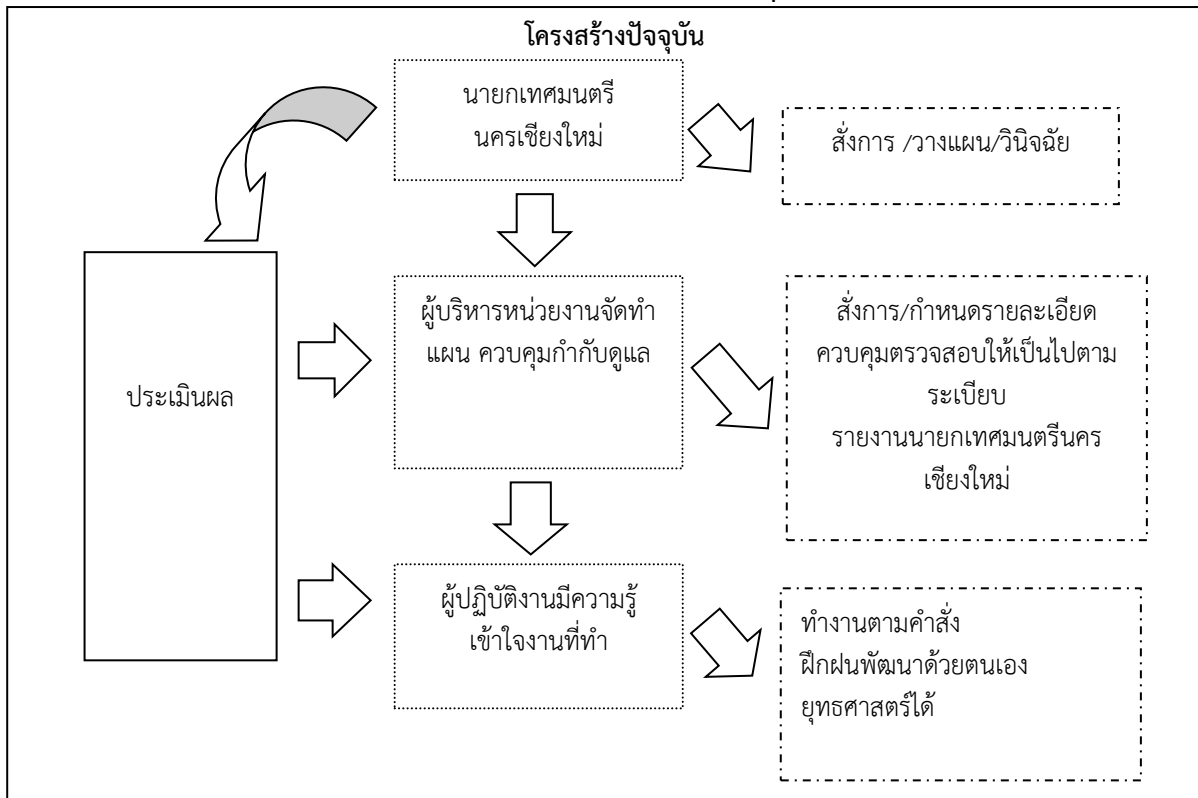 โครงสร้างปัจจุบัน
นายกเทศมนตรี
นครเชียงใหม่
สั่งการ /วางแผน/วินิจฉัย
ประเมินผล
ผู้บริหารหน่วยงานจัดทำ
แผน ควบคุมกำกับดูแล
สั่งการ/กำหนดรายละเอียด
ควบคุมตรวจสอบให้เป็นไปตาม
ระเบียบ
รายงานนายกเทศมนตรีนคร
เชียงใหม่
ผู้ปฏิบัติงานมีความรู้
เข้าใจงานที่ทำ
ทำงานตามคำสั่ง
ฝึกฝนพัฒนาด้วยตนเอง
ยุทธศาสตร์ได้